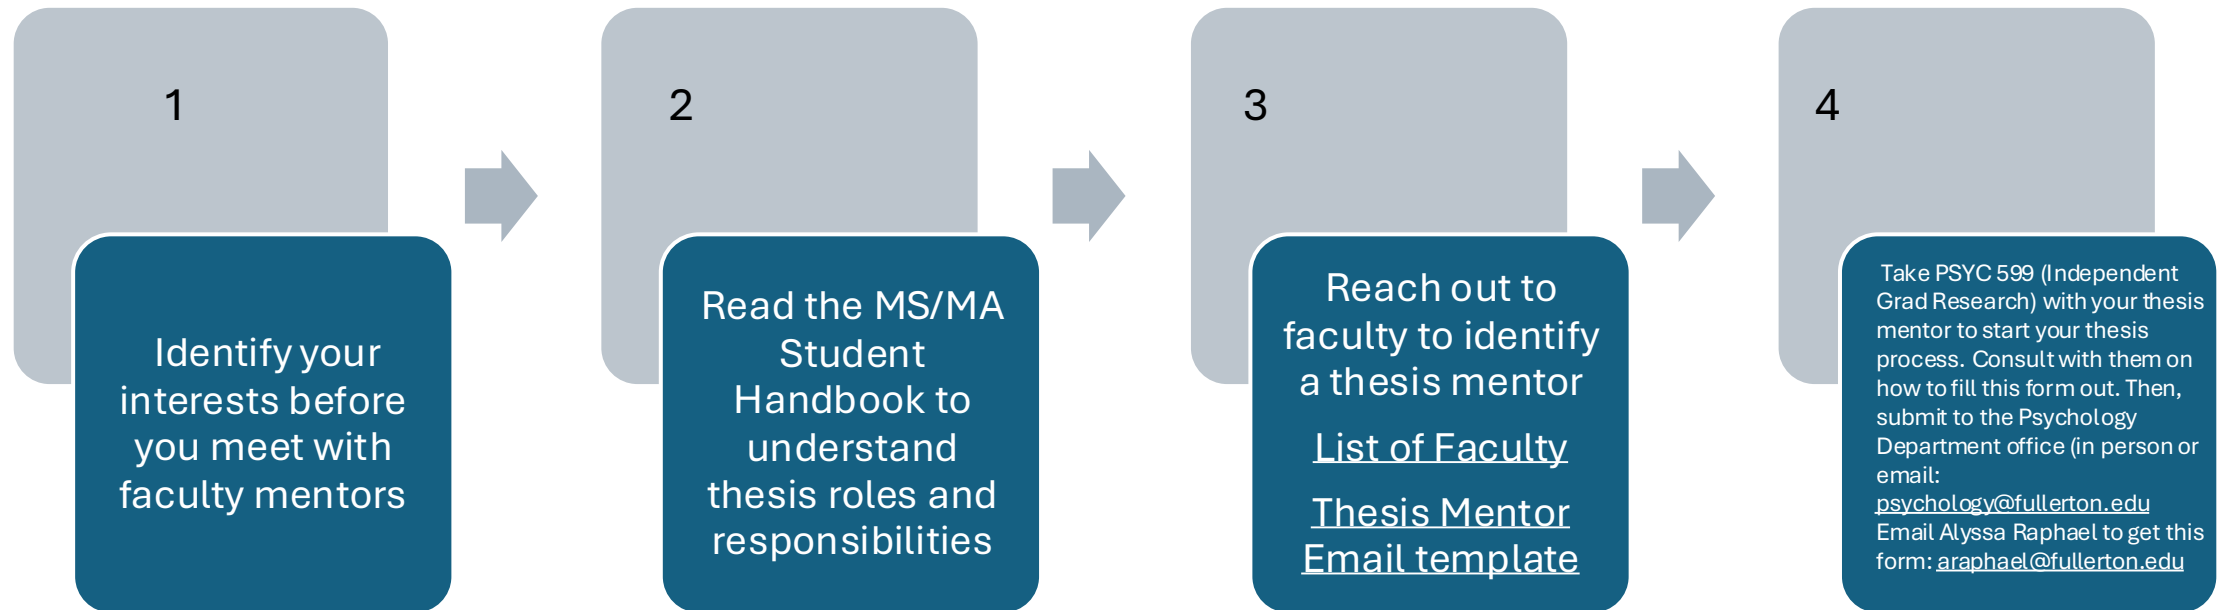 1
Identify your
interests before
you meet with
faculty mentors
2
Read the MS/MA
Student
Handbook to
understand
thesis roles and
responsibilities
3
Reach out to
faculty to identify
a thesis mentor
List of Faculty
Thesis Mentor
Email template
4
Take PSYC 599 (Independent
Grad Research) with your thesis
mentor to start your thesis
process. Consult with them on
how to fill this form out. Then,
submit to the Psychology
Department office (in person or
email:
psychology@fullerton.edu
Email Alyssa Raphael to get this
form: araphael@fullerton.edu